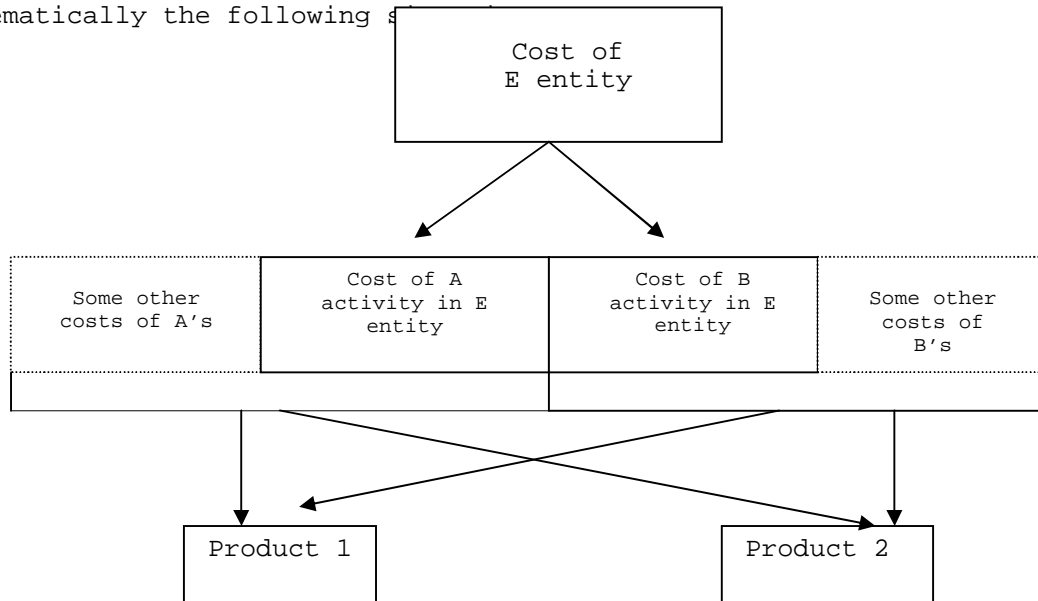 ematically the following s
Cost of
E entity
Some other
costs of A's
Cost of A
activity in E
entity
Cost of B
activity in E
entity
Some other
costs of
B's
Product 1
Product 2